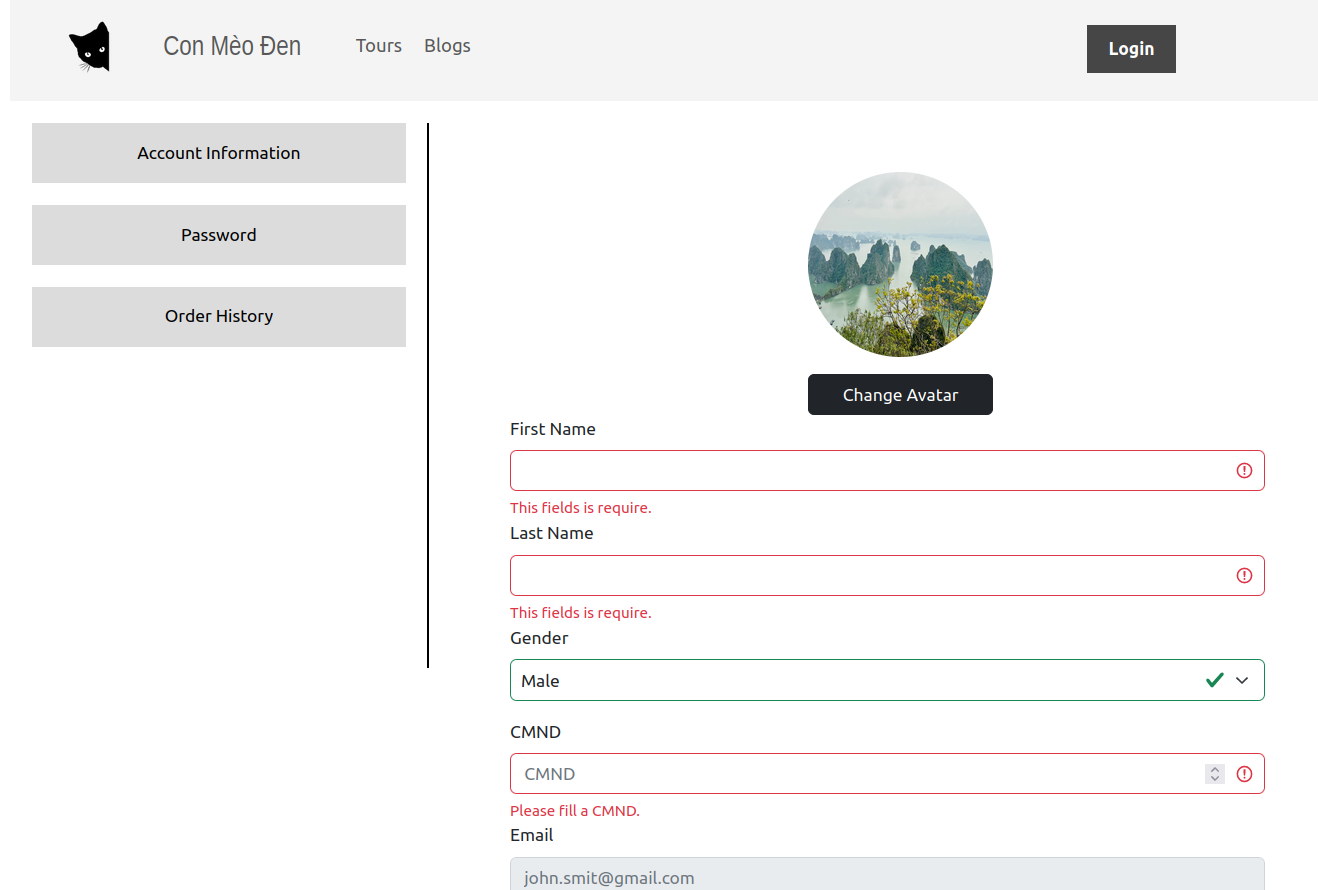 Con Mèo Đen
Tours
Blogs
Login
Account Information
Password
Order History
Change Avatar
First Name
This fields is require.
Last Name
This fields is require.
Gender
Male
CMND
CMND
Please fill a CMND.
Email
john.smit@gmail.com